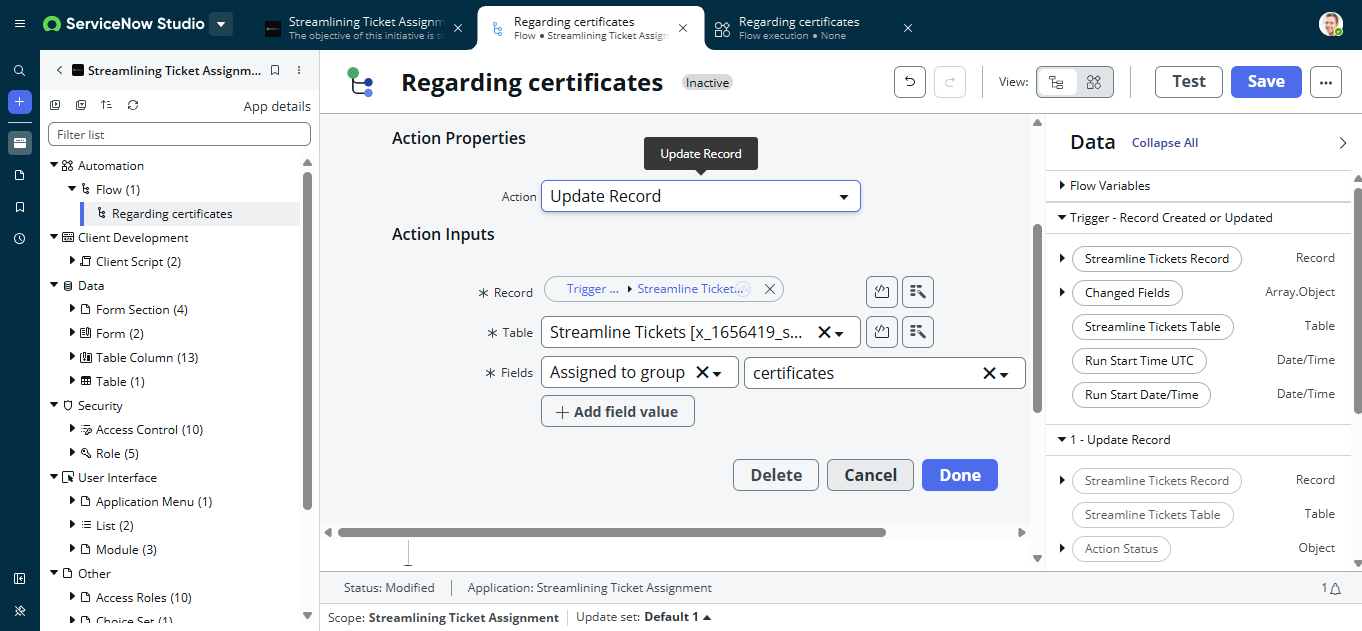 ServiceNow Studio
Streamlining Ticket Assignm
The objective of this initiative is to
Regarding certificates
Flow • Streamlining Ticket Assign
Regarding certificates
Flow execution • None
Streamlining Ticket Assignm...
App details
Filter list
Automation
Flow (1)
Regarding certificates
Client Development
Client Script (2)
Data
Form Section (4)
Form (2)
Table Column (13)
Table (1)
Security
Access Control (10)
Role (5)
User Interface
Application Menu (1)
List (2)
Module (3)
Other
Access Roles (10)
Choice Set (1)
Regarding certificates
Inactive
View:
Test
Save
Action Properties
Update Record
Action
Update Record
Action Inputs
* Record
Trigger ...
Streamline Ticket...
* Table
Streamline Tickets [x_1656419_s...
* Fields
Assigned to group
certificates
+ Add field value
Delete
Cancel
Done
Data
Collapse All
Flow Variables
Trigger - Record Created or Updated
Streamline Tickets Record
Record
Changed Fields
Array.Object
Streamline Tickets Table
Table
Run Start Time UTC
Date/Time
Run Start Date/Time
Date/Time
1 - Update Record
Streamline Tickets Record
Record
Streamline Tickets Table
Table
Action Status
Object
Status: Modified
Application: Streamlining Ticket Assignment
1
Scope: Streamlining Ticket Assignment
Update set: Default 1